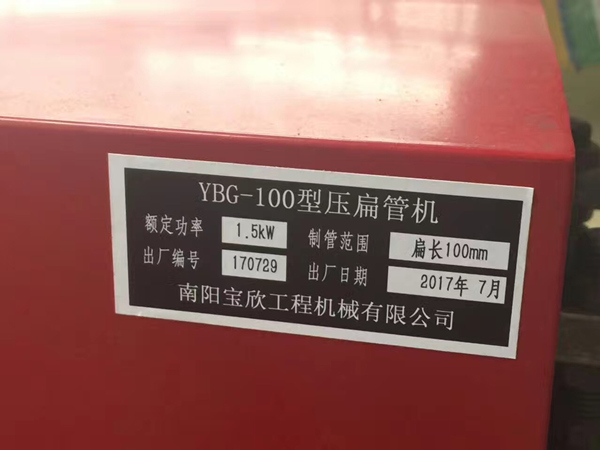 YBG-100型压扁管机
额定功率 1.5kW 制管范围 扁长100mm
出厂编号 170729 出厂日期 2017年 7月
南阳宝欣工程机械有限公司